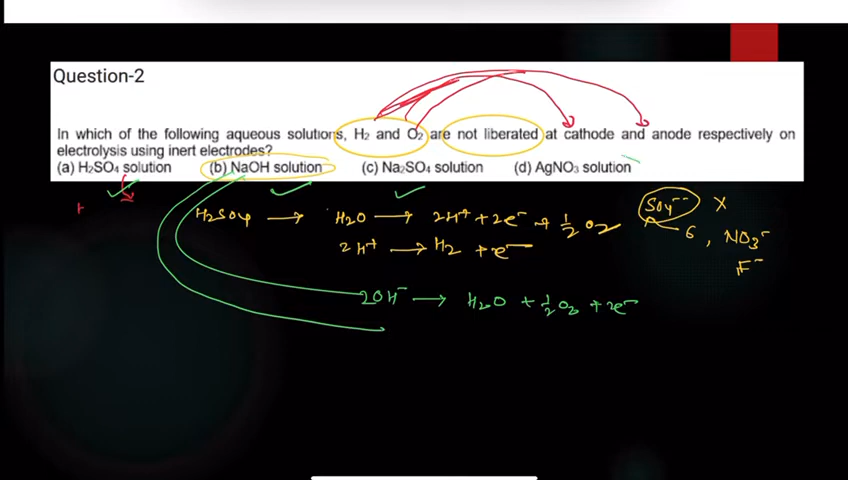 Question-2
In which of the following aqueous solutions, H₂ and O₂ are not liberated at cathode and anode respectively on
electrolysis using inert electrodes?
(a) H₂SO₄ solution (b) NaOH solution (c) Na₂SO₄ solution (d) AgNO₃ solution
H₂SO₄ → H₂O → 2H⁺ + 2e⁻ + ½ O₂ SO₄⁻⁻ X
2H⁺ → H₂ + e⁻ 6, NO₃⁻
F⁻
2OH⁻ → H₂O + ½ O₂ + 2e⁻